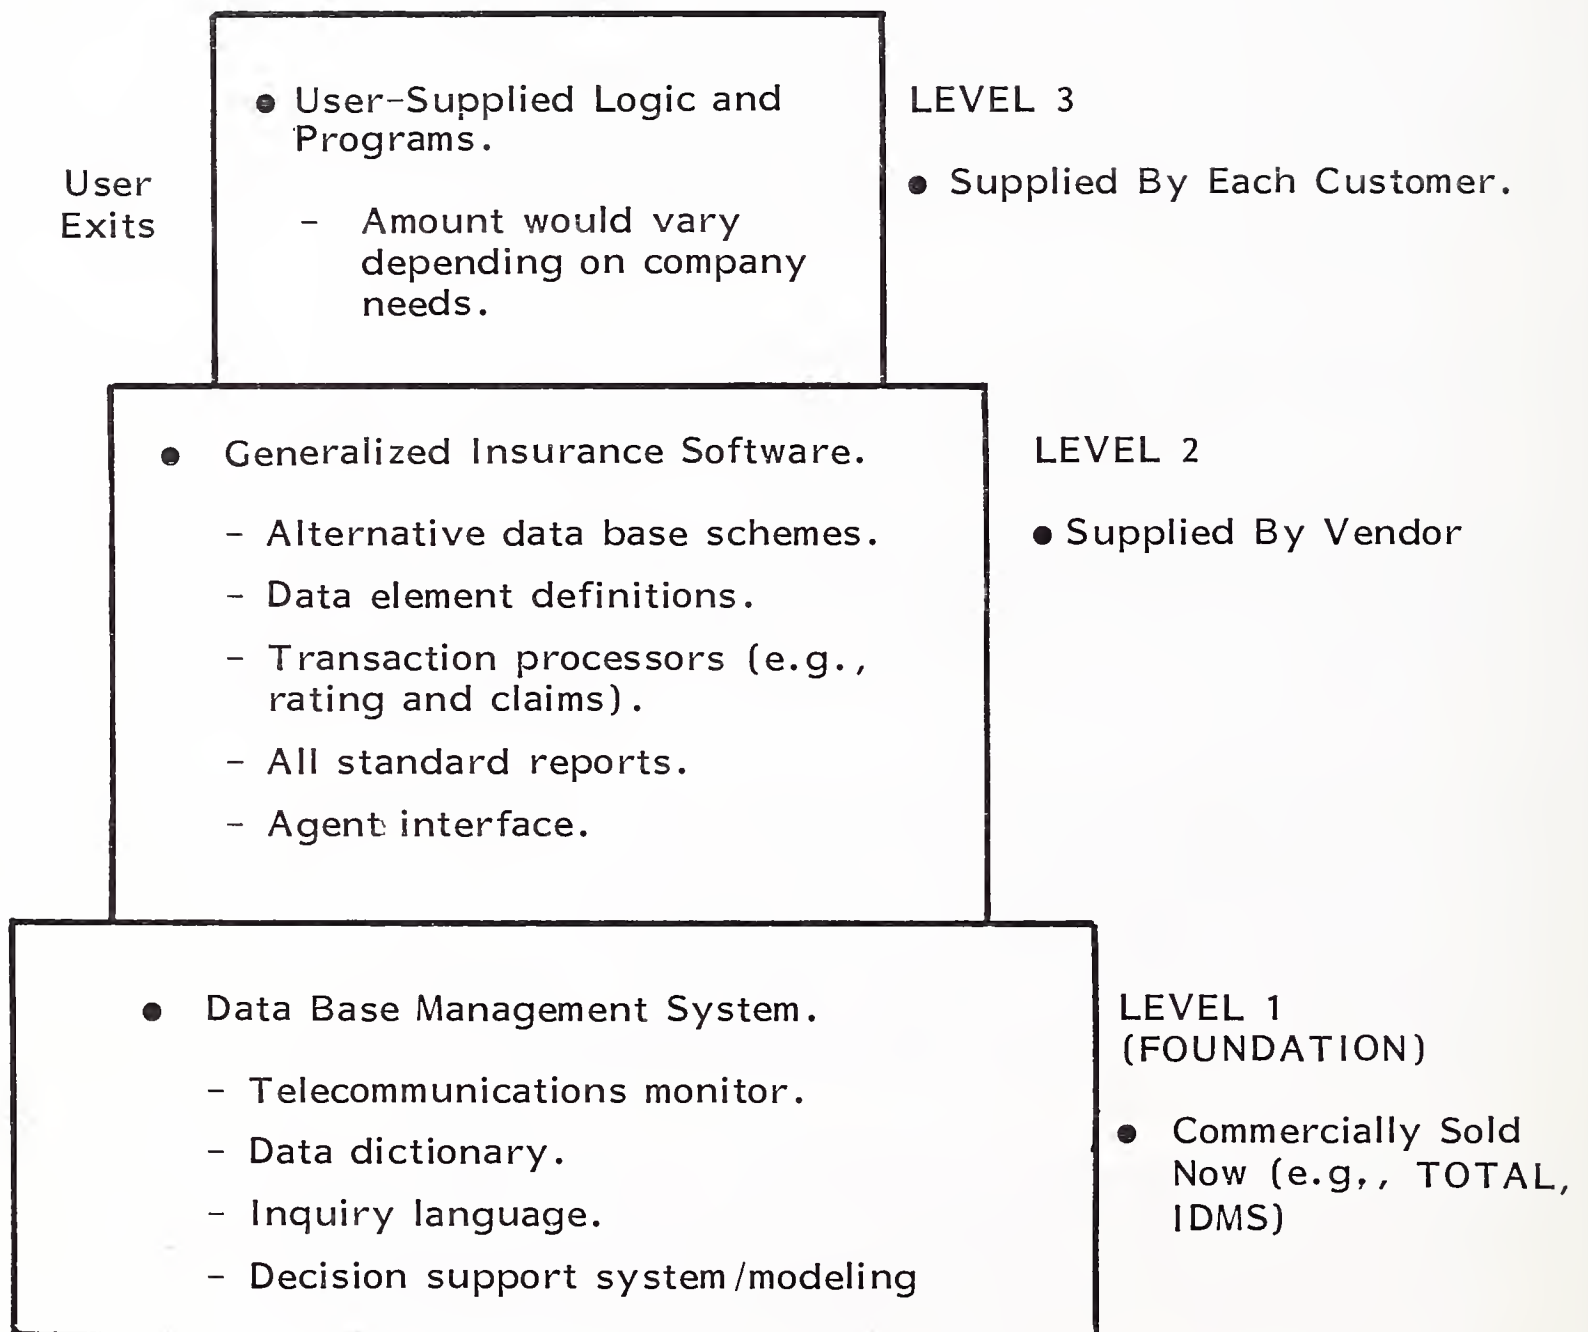 User
Exits
● User-Supplied Logic and
Programs.
- Amount would vary
depending on company
needs.
LEVEL 3
● Supplied By Each Customer.
● Generalized Insurance Software.
- Alternative data base schemes.
- Data element definitions.
- Transaction processors (e.g.,
rating and claims).
- All standard reports.
- Agent interface.
LEVEL 2
● Supplied By Vendor
● Data Base Management System.
- Telecommunications monitor.
- Data dictionary.
- Inquiry language.
- Decision support system/modeling
LEVEL 1
(FOUNDATION)
● Commercially Sold
Now (e.g., TOTAL,
IDMS)